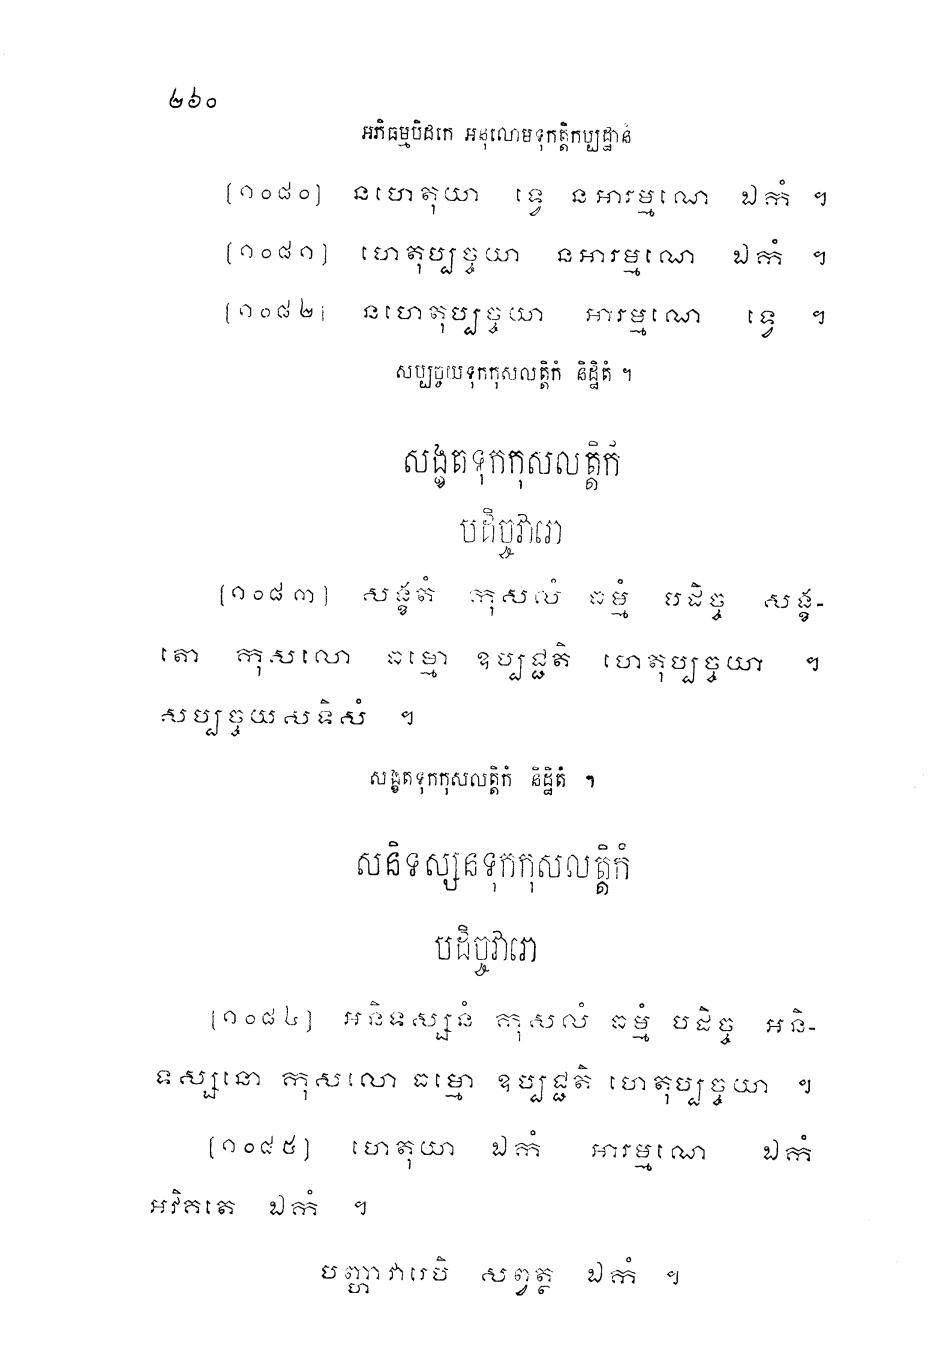 ២៦០
អភិធម្មបិដកេ អនុលោមទុកត្តិកប្បដ្ឋានំ
[១០៨០] នហេតុយា ទ្វេ នអារម្មណេ ឯកំ ។
[១០៨១] ហេតុប្បច្ចយា នអារម្មណេ ឯកំ ។
[១០៨២] នហេតុប្បច្ចយា អារម្មណេ ទ្វេ ។
សប្បច្ចយទុកកុសលត្តិកំ និដ្ឋិតំ ។
សង្ខតទុកកុសលត្តិកំ
បដិច្ចវារោ
[១០៨៣] សង្ខតំ កុសលំ ធម្មំ បដិច្ច សង្ខ-
តោ កុសលោ ធម្មោ ឧប្បជ្ជតិ ហេតុប្បច្ចយា ។
សប្បច្ចយសទិសំ ។
សង្ខតទុកកុសលត្តិកំ និដ្ឋិតំ ។
សនិទស្សនទុកកុសលត្តិកំ
បដិច្ចវារោ
[១០៨៤] អនិទស្សនំ កុសលំ ធម្មំ បដិច្ច អនិ-
ទស្សនោ កុសលោ ធម្មោ ឧប្បជ្ជតិ ហេតុប្បច្ចយា ។
[១០៨៥] ហេតុយា ឯកំ អារម្មណេ ឯកំ
អវិគតេ ឯកំ ។
បញ្ហាវារេបិ សព្វត្ថ ឯកំ ។